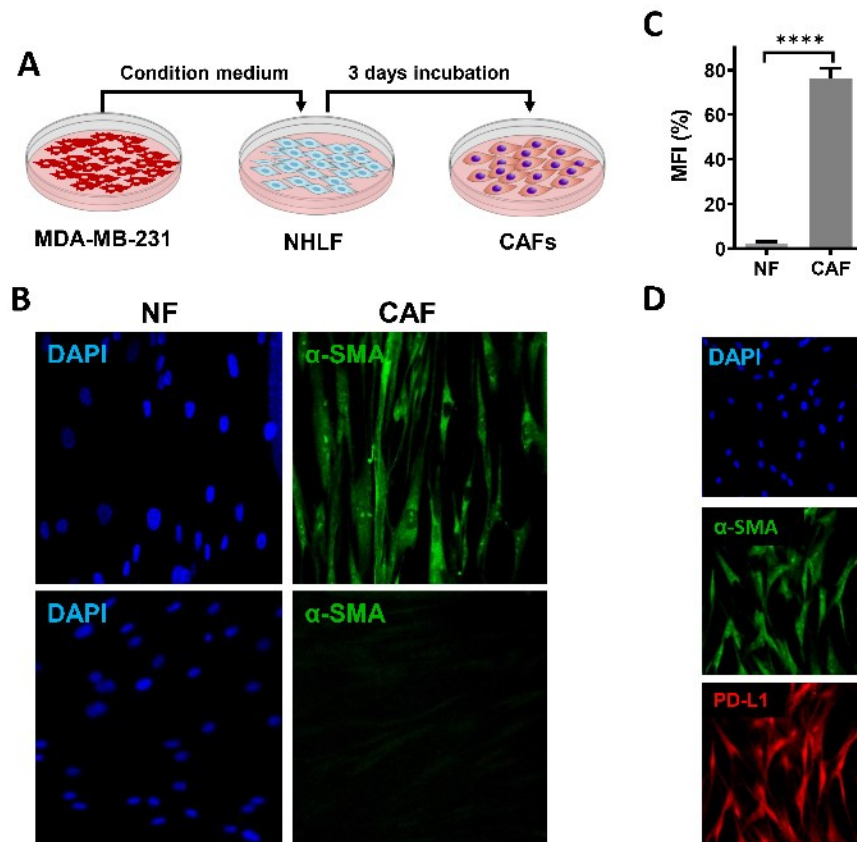 A
Condition medium
3 days incubation
MDA-MB-231
NHLF
CAFs
C
****
MFI (%)
80
60
40
20
0
NF
CAF
B
NF
CAF
DAPI
α-SMA
DAPI
α-SMA
D
DAPI
α-SMA
PD-L1